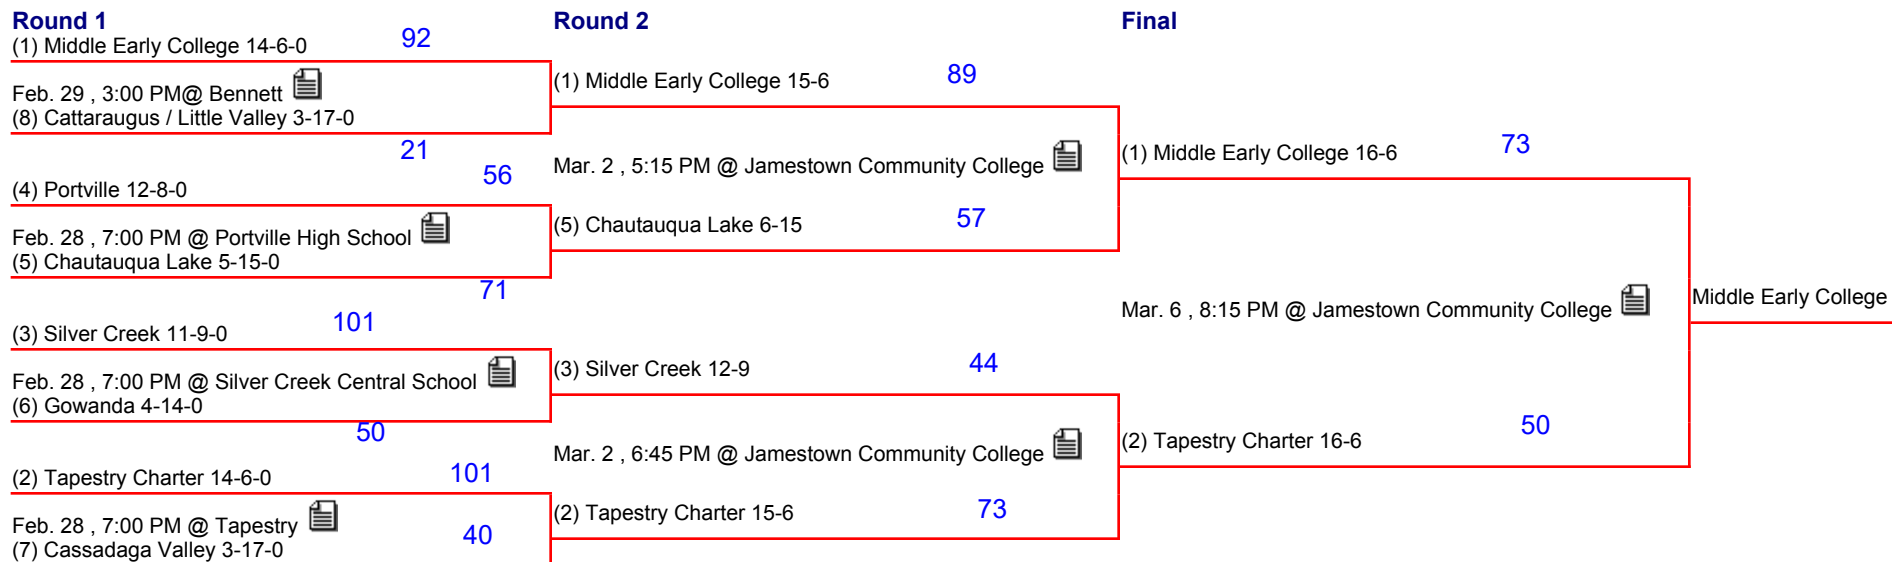 Round 1
(1) Middle Early College 14-6-0
92
Feb. 29 , 3:00 PM@ Bennett
(8) Cattaraugus / Little Valley 3-17-0
21
(4) Portville 12-8-0
56
Feb. 28 , 7:00 PM @ Portville High School
(5) Chautauqua Lake 5-15-0
71
(3) Silver Creek 11-9-0
101
Feb. 28 , 7:00 PM @ Silver Creek Central School
(6) Gowanda 4-14-0
50
(2) Tapestry Charter 14-6-0
101
Feb. 28 , 7:00 PM @ Tapestry
(7) Cassadaga Valley 3-17-0
40
Round 2
(1) Middle Early College 15-6
89
Mar. 2 , 5:15 PM @ Jamestown Community College
(5) Chautauqua Lake 6-15
57
(3) Silver Creek 12-9
44
Mar. 2 , 6:45 PM @ Jamestown Community College
(2) Tapestry Charter 15-6
73
Final
(1) Middle Early College 16-6
73
Mar. 6 , 8:15 PM @ Jamestown Community College
(2) Tapestry Charter 16-6
50
Middle Early College